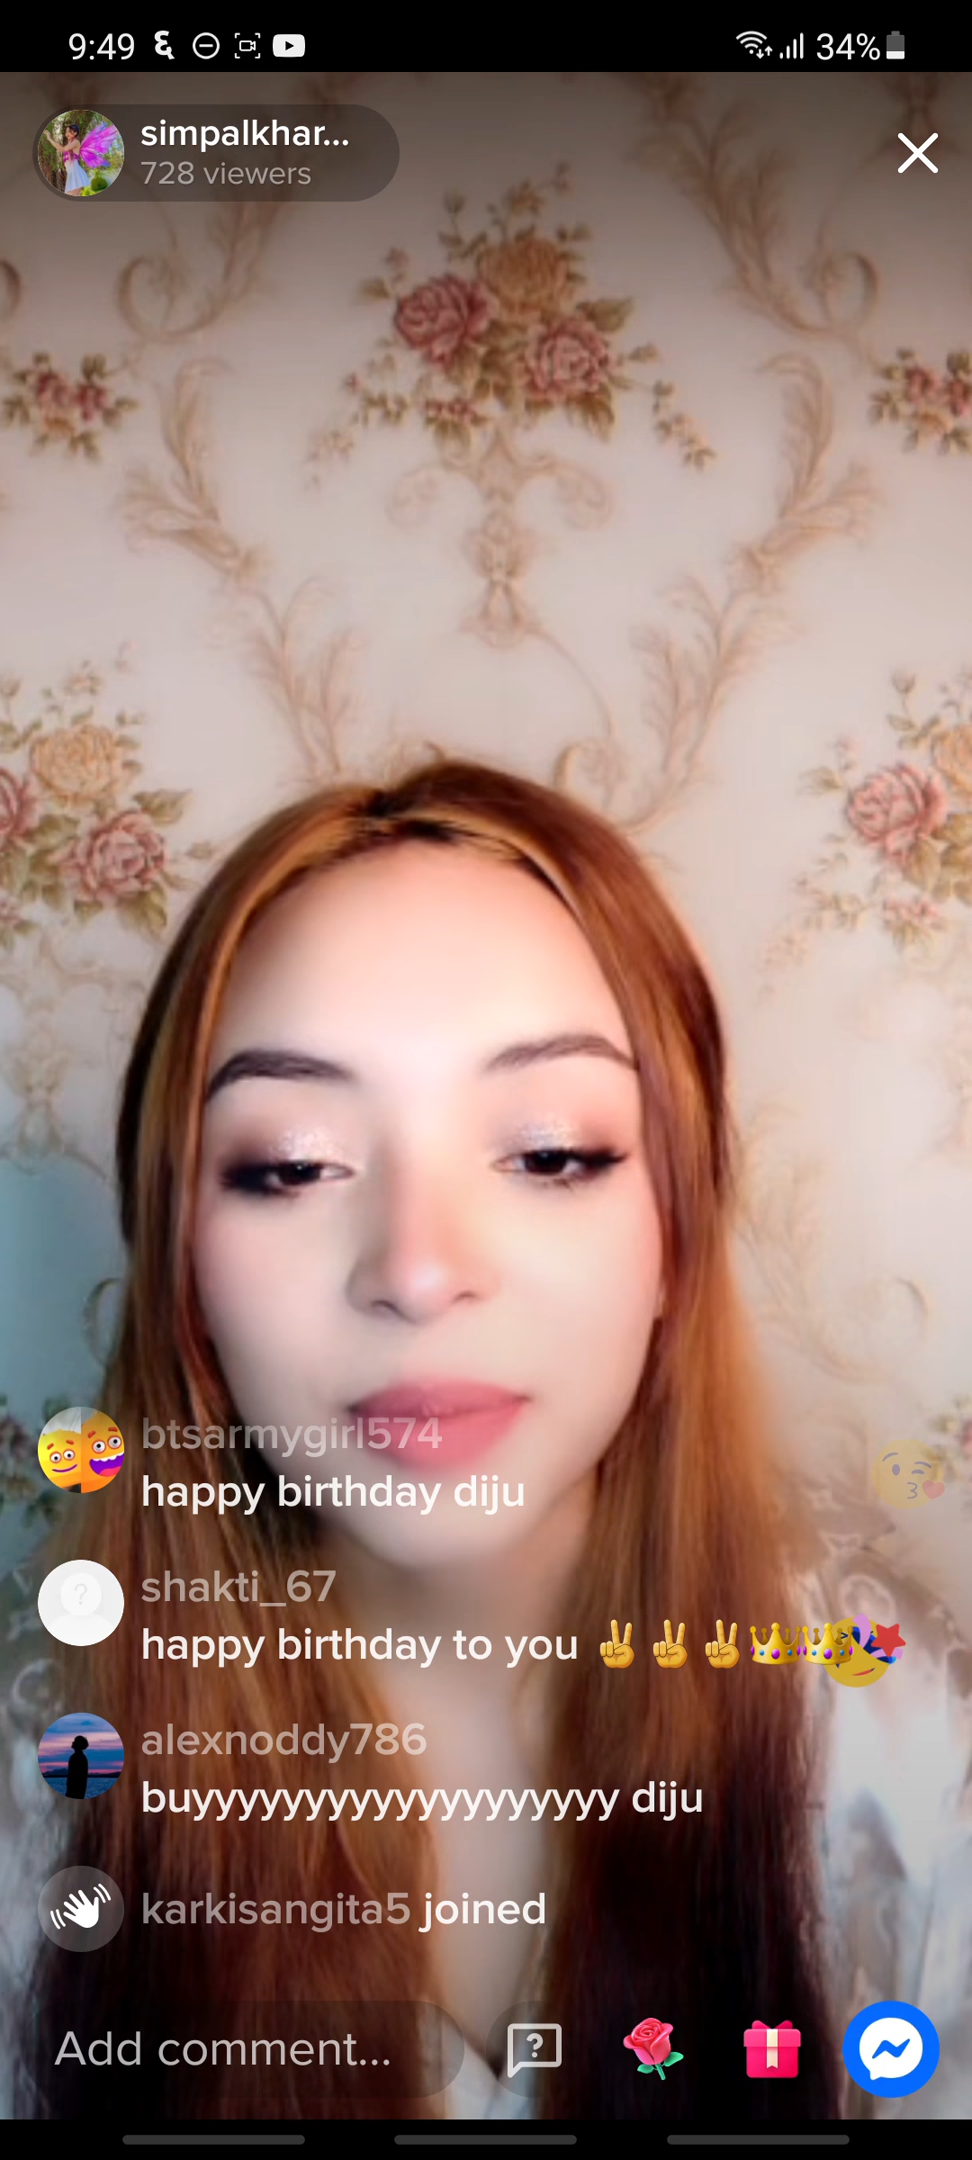 9:49
34%
simpalkhar...
728 viewers
btsarmygirl574
happy birthday diju
shakti_67
happy birthday to you ✌✌✌👑👑
alexnoddy786
buyyyyyyyyyyyyyyyyyyy diju
karkisangita5 joined
Add comment...